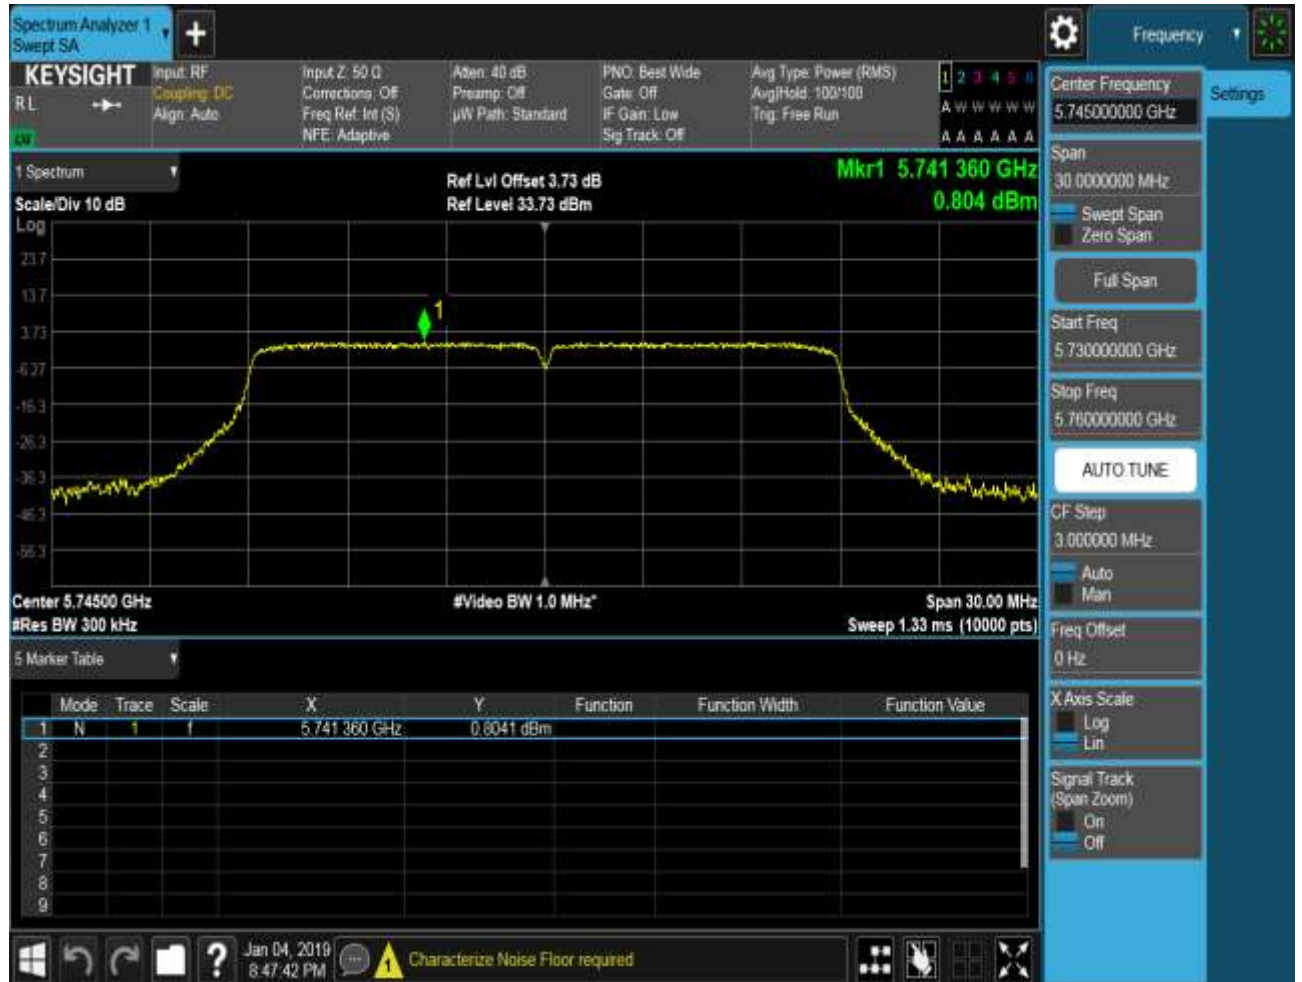 Spectrum Analyzer 1
Swept SA
+
Frequency
KEYSIGHT
R L
Input: RF
Coupling: DC
Align: Auto
Input Z: 50 Ω
Corrections: Off
Freq Ref: Int (S)
NFE: Adaptive
Atten: 40 dB
Preamp: Off
µW Path: Standard
PNO: Best Wide
Gate: Off
IF Gain: Low
Sig Track: Off
Avg Type: Power (RMS)
Avg|Hold: 100/100
Trig: Free Run
1 2 3 4 5 6
A W W W W W
A A A A A A
1 Spectrum
Scale/Div 10 dB
Ref Lvl Offset 3.73 dB
Ref Level 33.73 dBm
Mkr1 5.741 360 GHz
0.804 dBm
Log
23.7
13.7
3.73
-6.27
-16.3
-26.3
-36.3
-46.3
-56.3
1
Center 5.74500 GHz
#Res BW 300 kHz
#Video BW 1.0 MHz*
Span 30.00 MHz
Sweep 1.33 ms (10000 pts)
5 Marker Table
Mode Trace Scale X Y Function Function Width Function Value
1 N 1 f 5.741 360 GHz 0.8041 dBm
2
3
4
5
6
7
8
9
Jan 04, 2019
8:47:42 PM
?
1
Characterize Noise Floor required
Center Frequency
5.745000000 GHz
Settings
Span
30.0000000 MHz
Swept Span
Zero Span
Full Span
Start Freq
5.730000000 GHz
Stop Freq
5.760000000 GHz
AUTO TUNE
CF Step
3.000000 MHz
Auto
Man
Freq Offset
0 Hz
X Axis Scale
Log
Lin
Signal Track
(Span Zoom)
On
Off